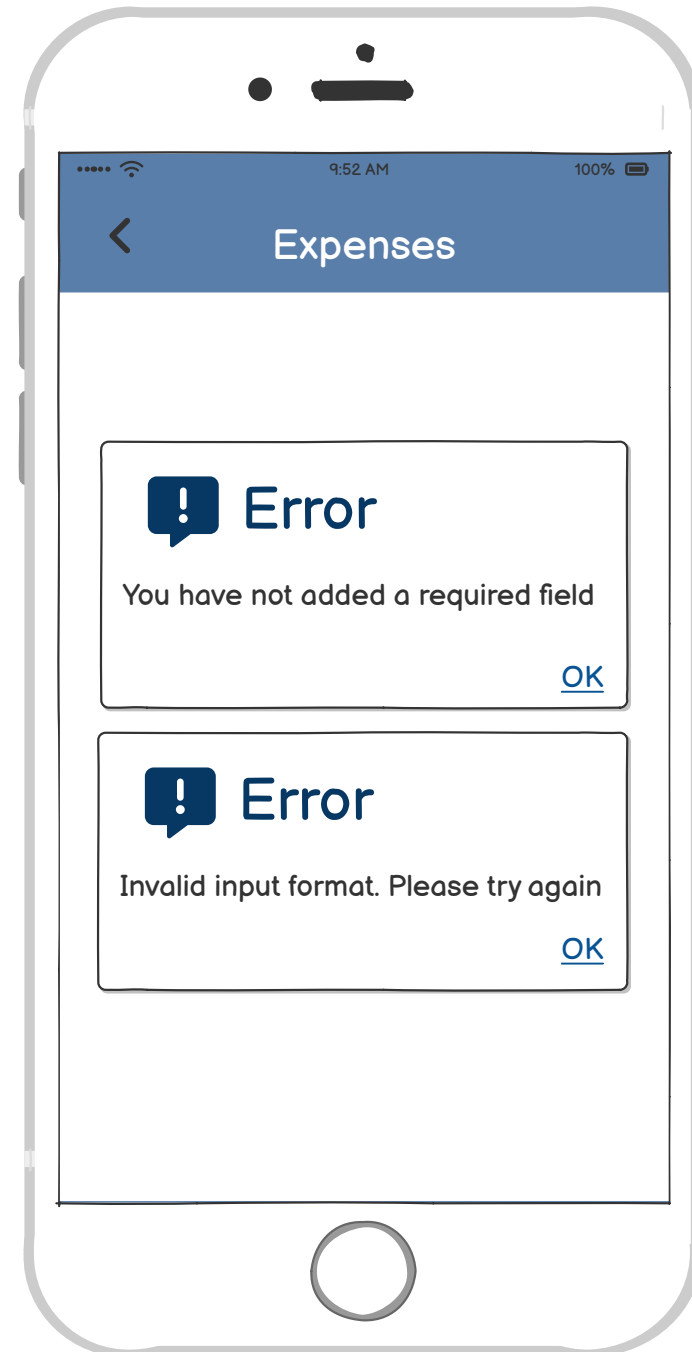 9:52 AM
100%
Expenses
Error
You have not added a required field
OK
Error
Invalid input format. Please try again
OK